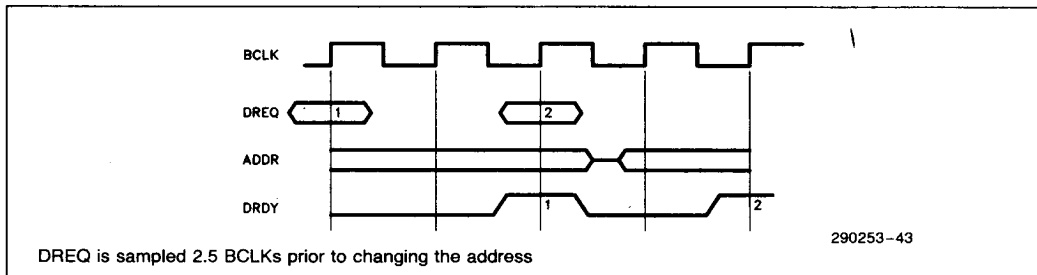 BCLK
DREQ 1 2
ADDR
DRDY 1 2
290253-43
DREQ is sampled 2.5 BCLKs prior to changing the address